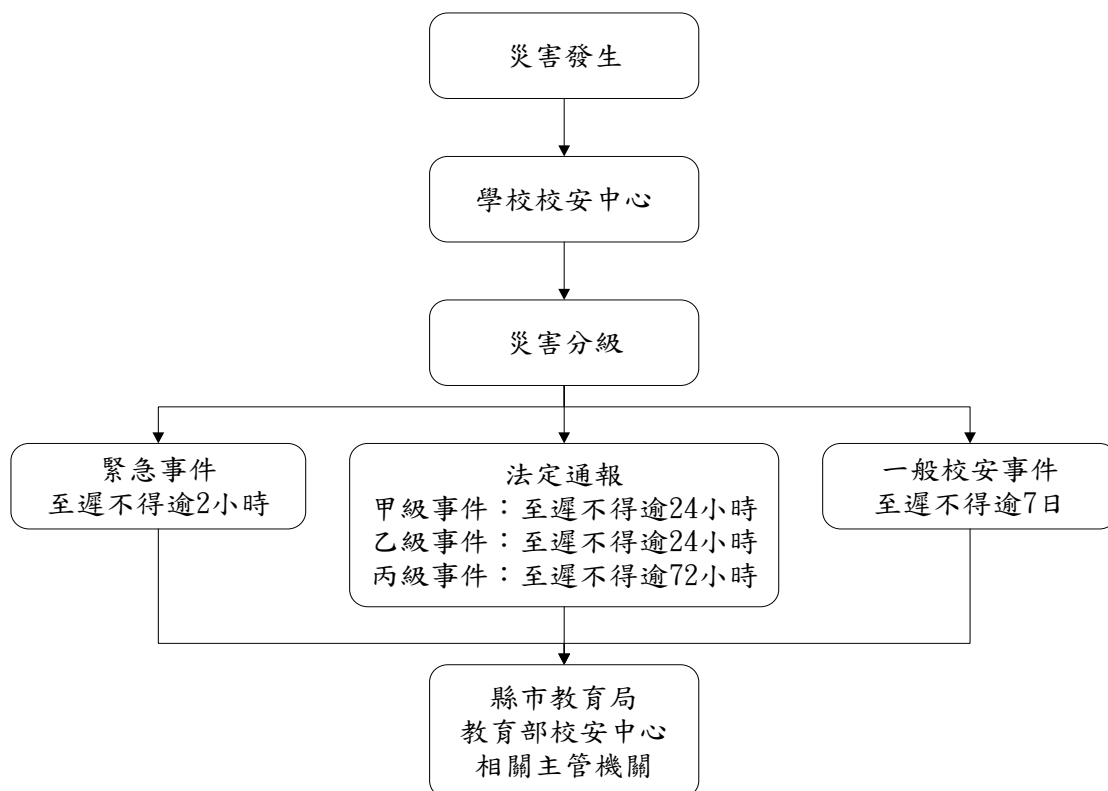 災害發生
學校校安中心
災害分級
緊急事件
至遲不得逾2小時
法定通報
甲級事件：至遲不得逾24小時
乙級事件：至遲不得逾24小時
丙級事件：至遲不得逾72小時
一般校安事件
至遲不得逾7日
縣市教育局
教育部校安中心
相關主管機關